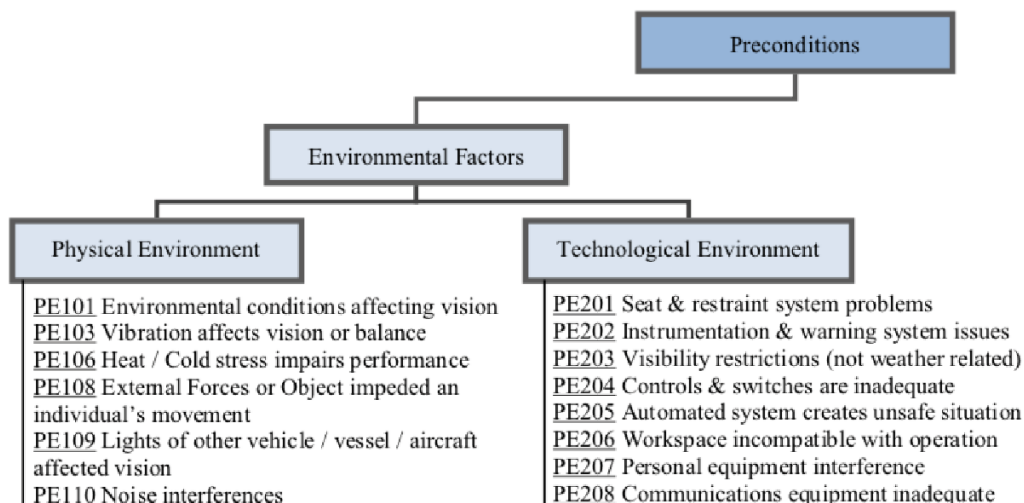 Preconditions
Environmental Factors
Physical Environment
PE101 Environmental conditions affecting vision
PE103 Vibration affects vision or balance
PE106 Heat / Cold stress impairs performance
PE108 External Forces or Object impeded an
individual's movement
PE109 Lights of other vehicle / vessel / aircraft
affected vision
PE110 Noise interferences
Technological Environment
PE201 Seat & restraint system problems
PE202 Instrumentation & warning system issues
PE203 Visibility restrictions (not weather related)
PE204 Controls & switches are inadequate
PE205 Automated system creates unsafe situation
PE206 Workspace incompatible with operation
PE207 Personal equipment interference
PE208 Communications equipment inadequate